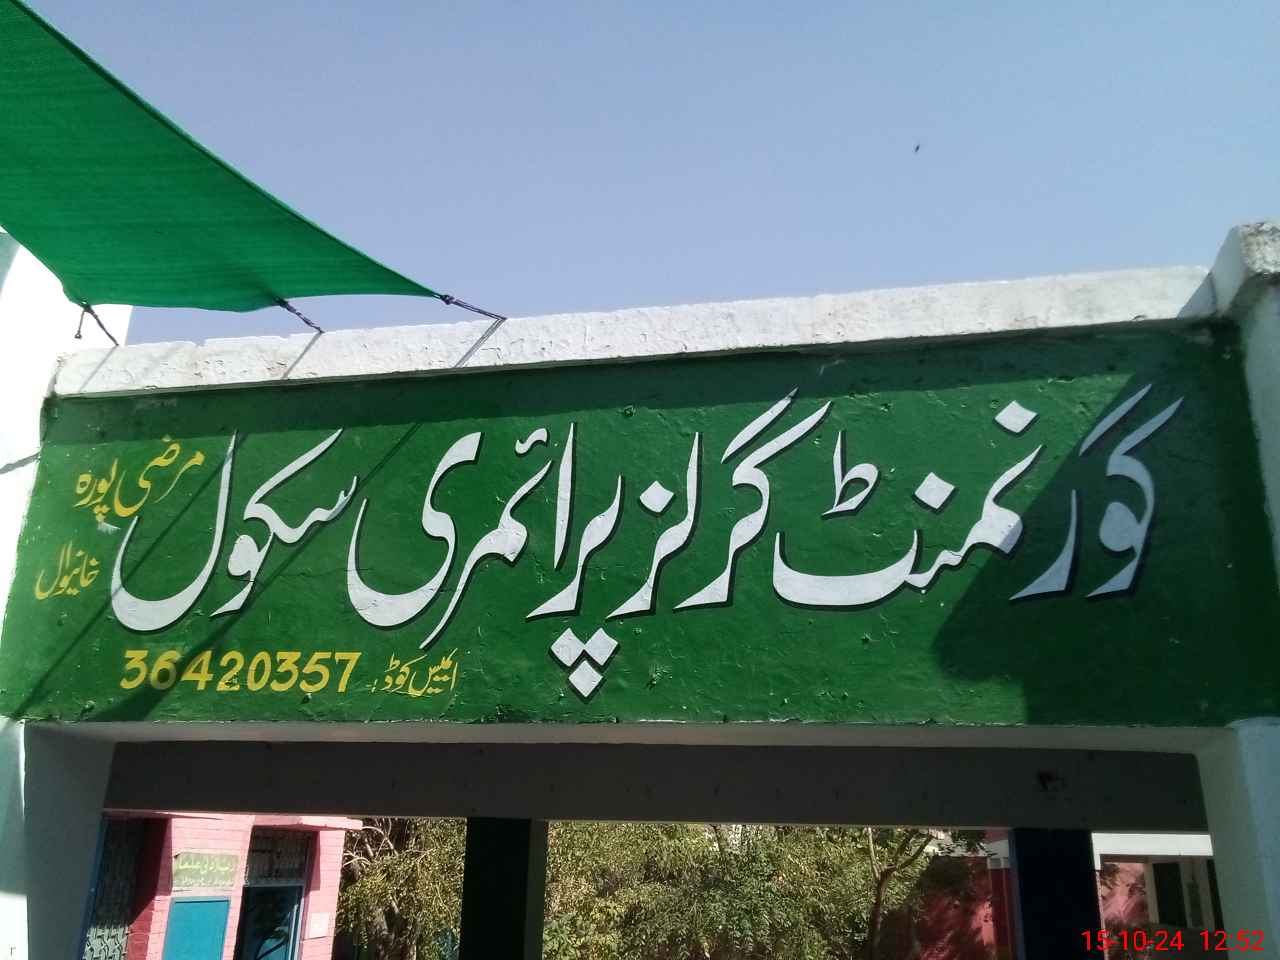 گورنمنٹ گرلز پرائمری سکول
مرضی پورہ
خانیوال
ایمیس کوڈ: 36420357
15-10-24 12:52